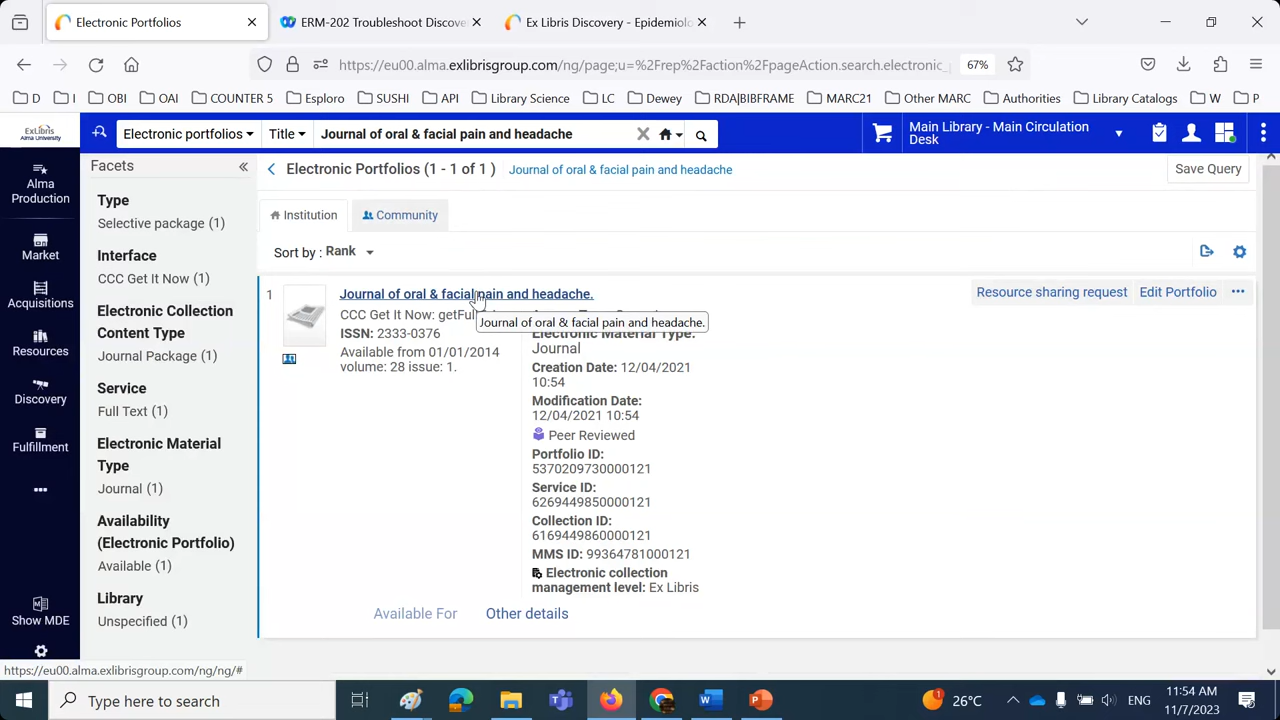 Electronic Portfolios
ERM-202 Troubleshoot Discove
Ex Libris Discovery - Epidemiolo
https://eu00.alma.exlibrisgroup.com/ng/page;u=%2Frep%2Faction%2FpageAction.search.electronic_
67%
D
I
OBI
OAI
COUNTER 5
Esploro
SUSHI
API
Library Science
LC
Dewey
RDA|BIBFRAME
MARC21
Other MARC
Authorities
Library Catalogs
W
P
ExLibris
Alma University
Electronic portfolios
Title
Journal of oral & facial pain and headache
Main Library - Main Circulation
Desk
Alma
Production
Market
Acquisitions
Resources
Discovery
Fulfillment
Show MDE
Facets
Type
Selective package (1)
Interface
CCC Get It Now (1)
Electronic Collection
Content Type
Journal Package (1)
Service
Full Text (1)
Electronic Material
Type
Journal (1)
Availability
(Electronic Portfolio)
Available (1)
Library
Unspecified (1)
Electronic Portfolios (1 - 1 of 1 )
Journal of oral & facial pain and headache
Save Query
Institution
Community
Sort by : Rank
1
Journal of oral & facial pain and headache.
Resource sharing request
Edit Portfolio
CCC Get It Now: getFul
Journal of oral & facial pain and headache.
ISSN: 2333-0376
Available from 01/01/2014
volume: 28 issue: 1.
Electronic Material Type:
Journal
Creation Date: 12/04/2021
10:54
Modification Date:
12/04/2021 10:54
Peer Reviewed
Portfolio ID:
5370209730000121
Service ID:
6269449850000121
Collection ID:
6169449860000121
MMS ID: 99364781000121
Electronic collection
management level: Ex Libris
Available For
Other details
https://eu00.alma.exlibrisgroup.com/ng/ng/#
Type here to search
1
26°C
ENG
11:54 AM
11/7/2023